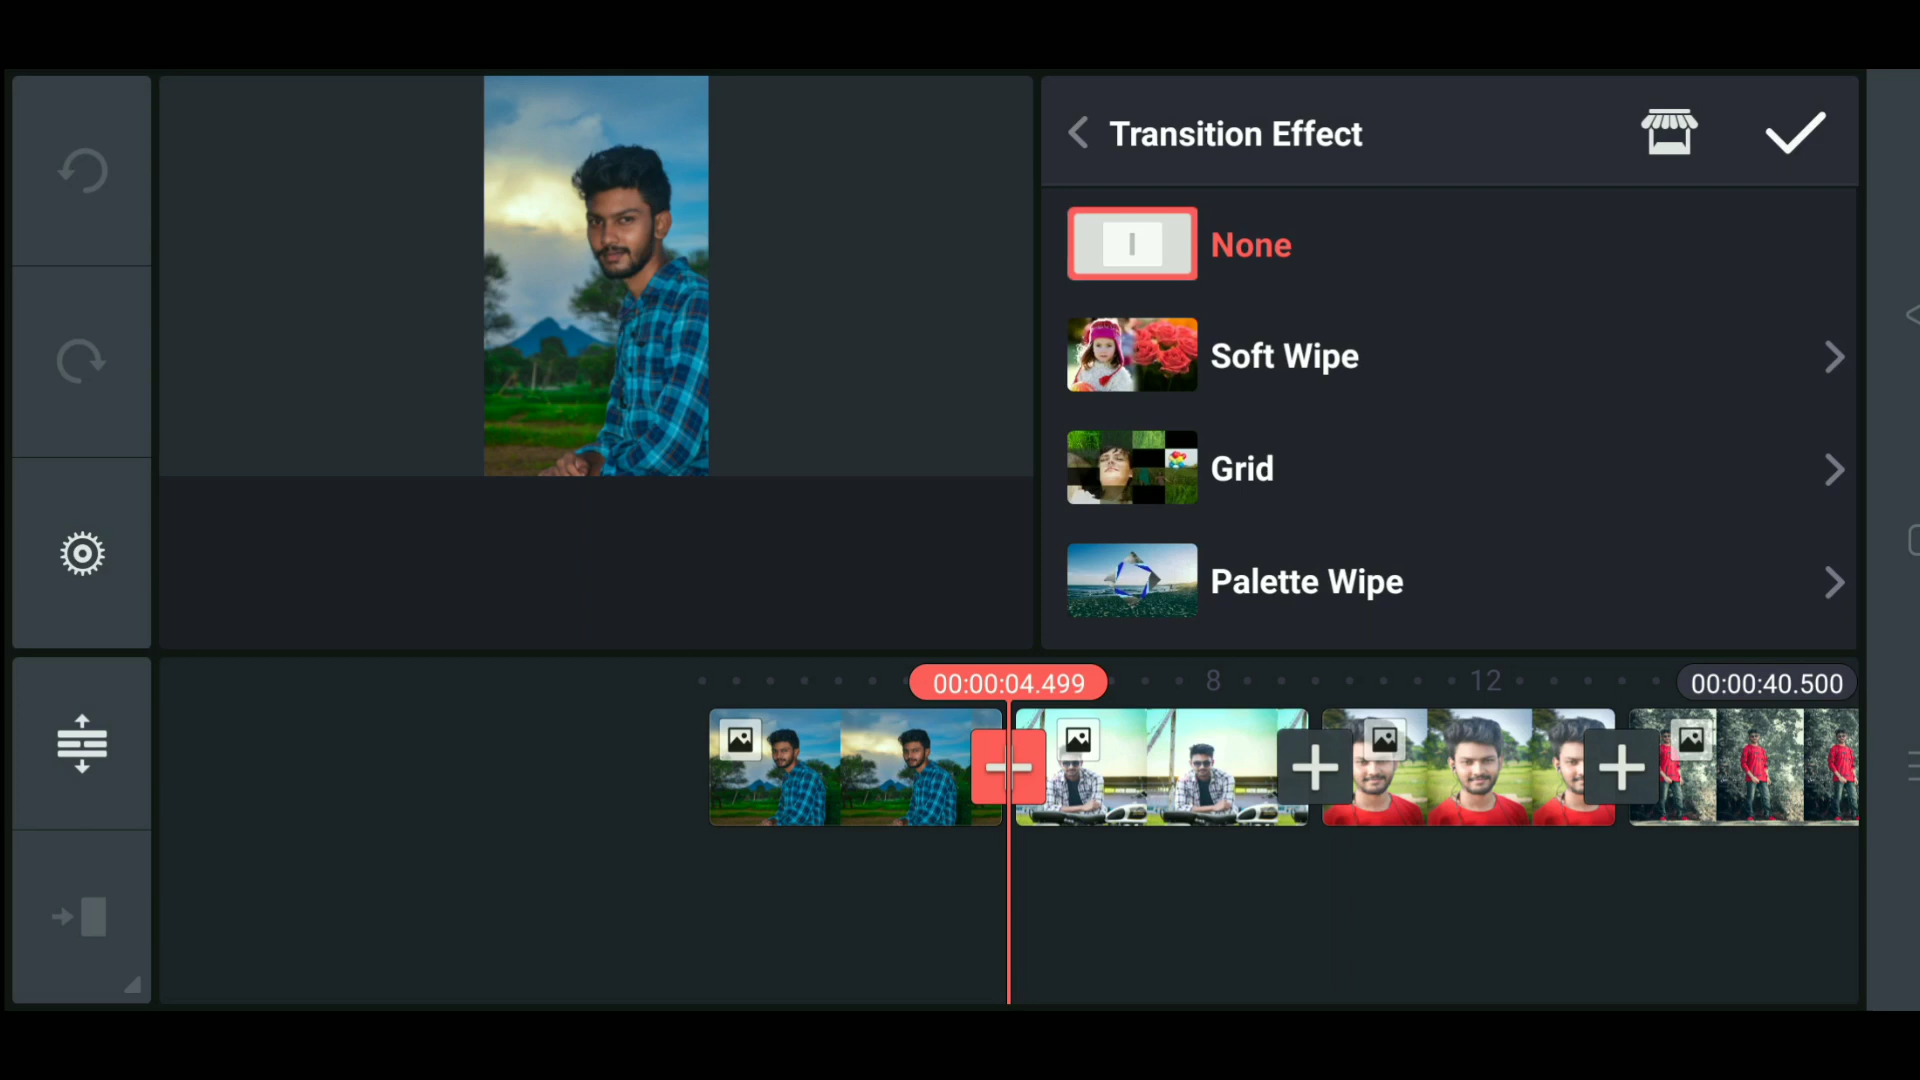 Transition Effect
None
Soft Wipe
Grid
Palette Wipe
00:00:04.499
8
12
00:00:40.500